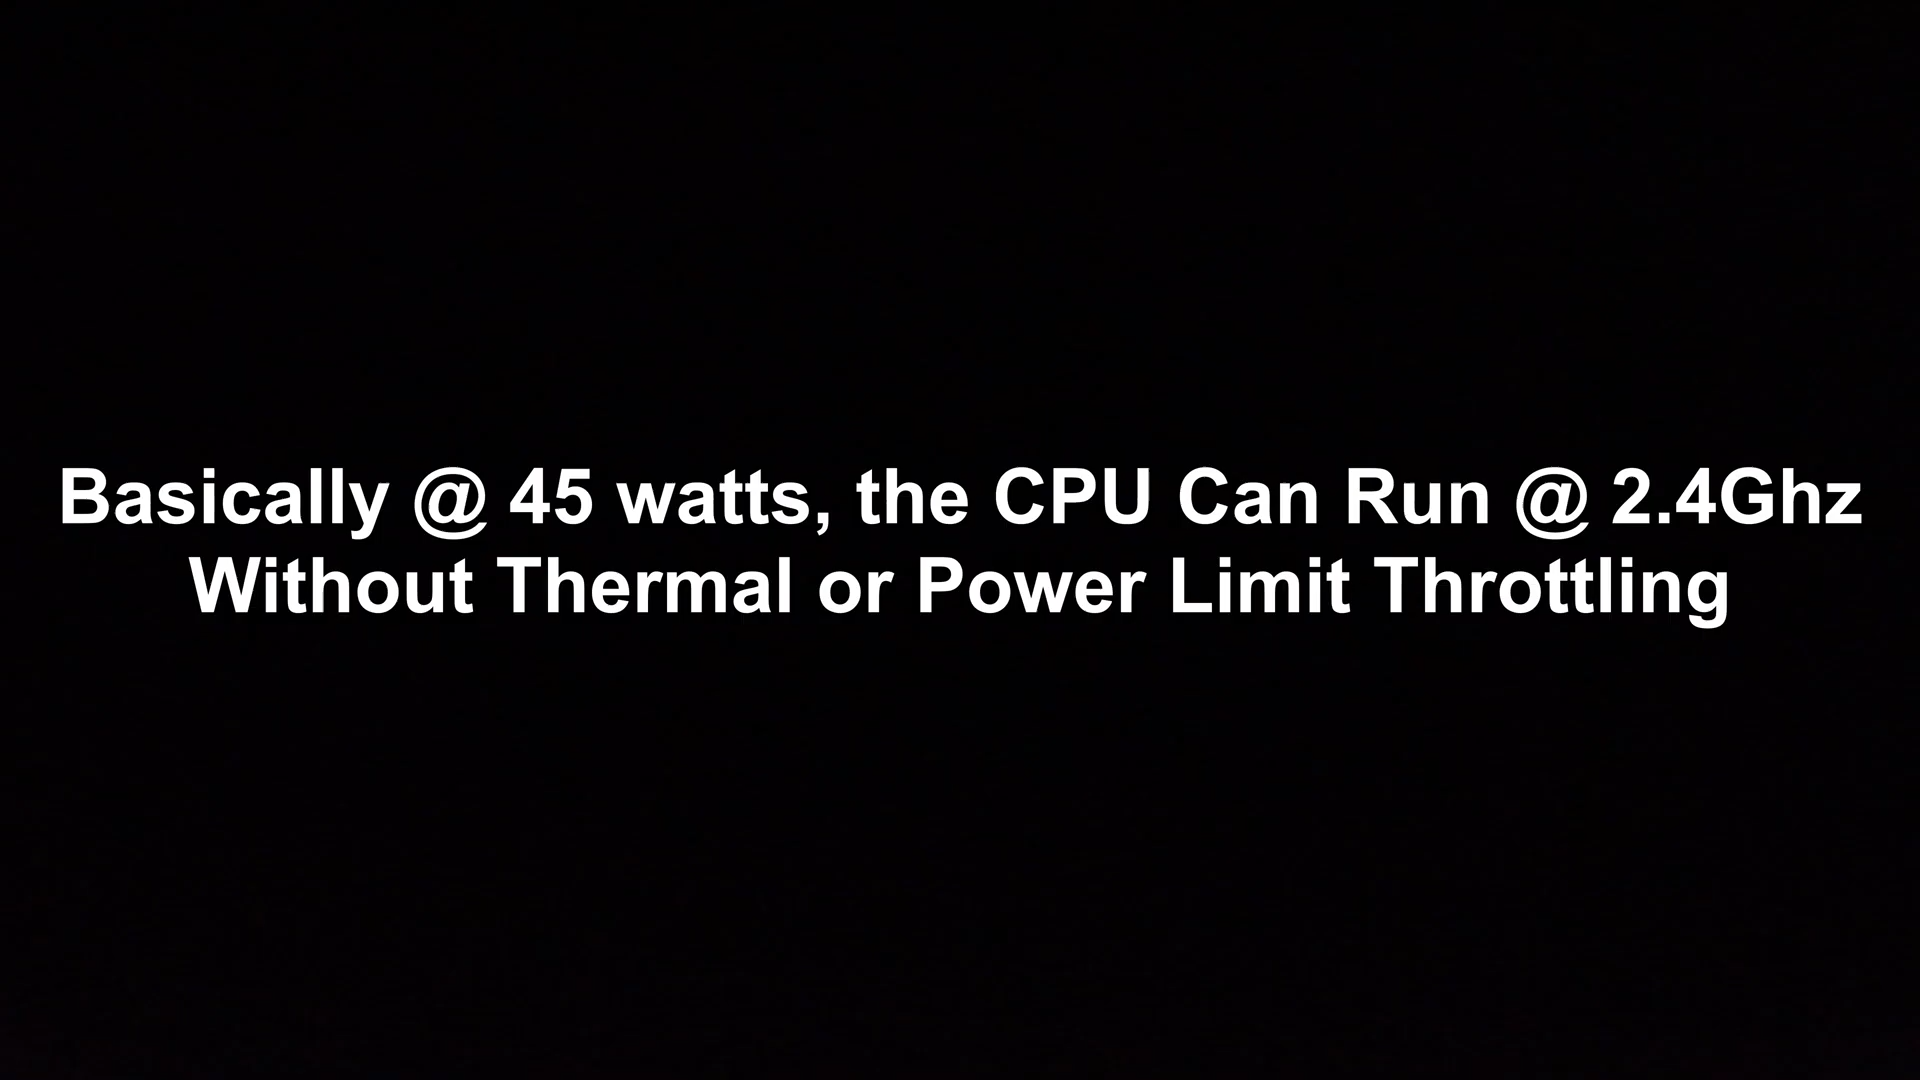 Basically @ 45 watts, the CPU Can Run @ 2.4Ghz
Without Thermal or Power Limit Throttling